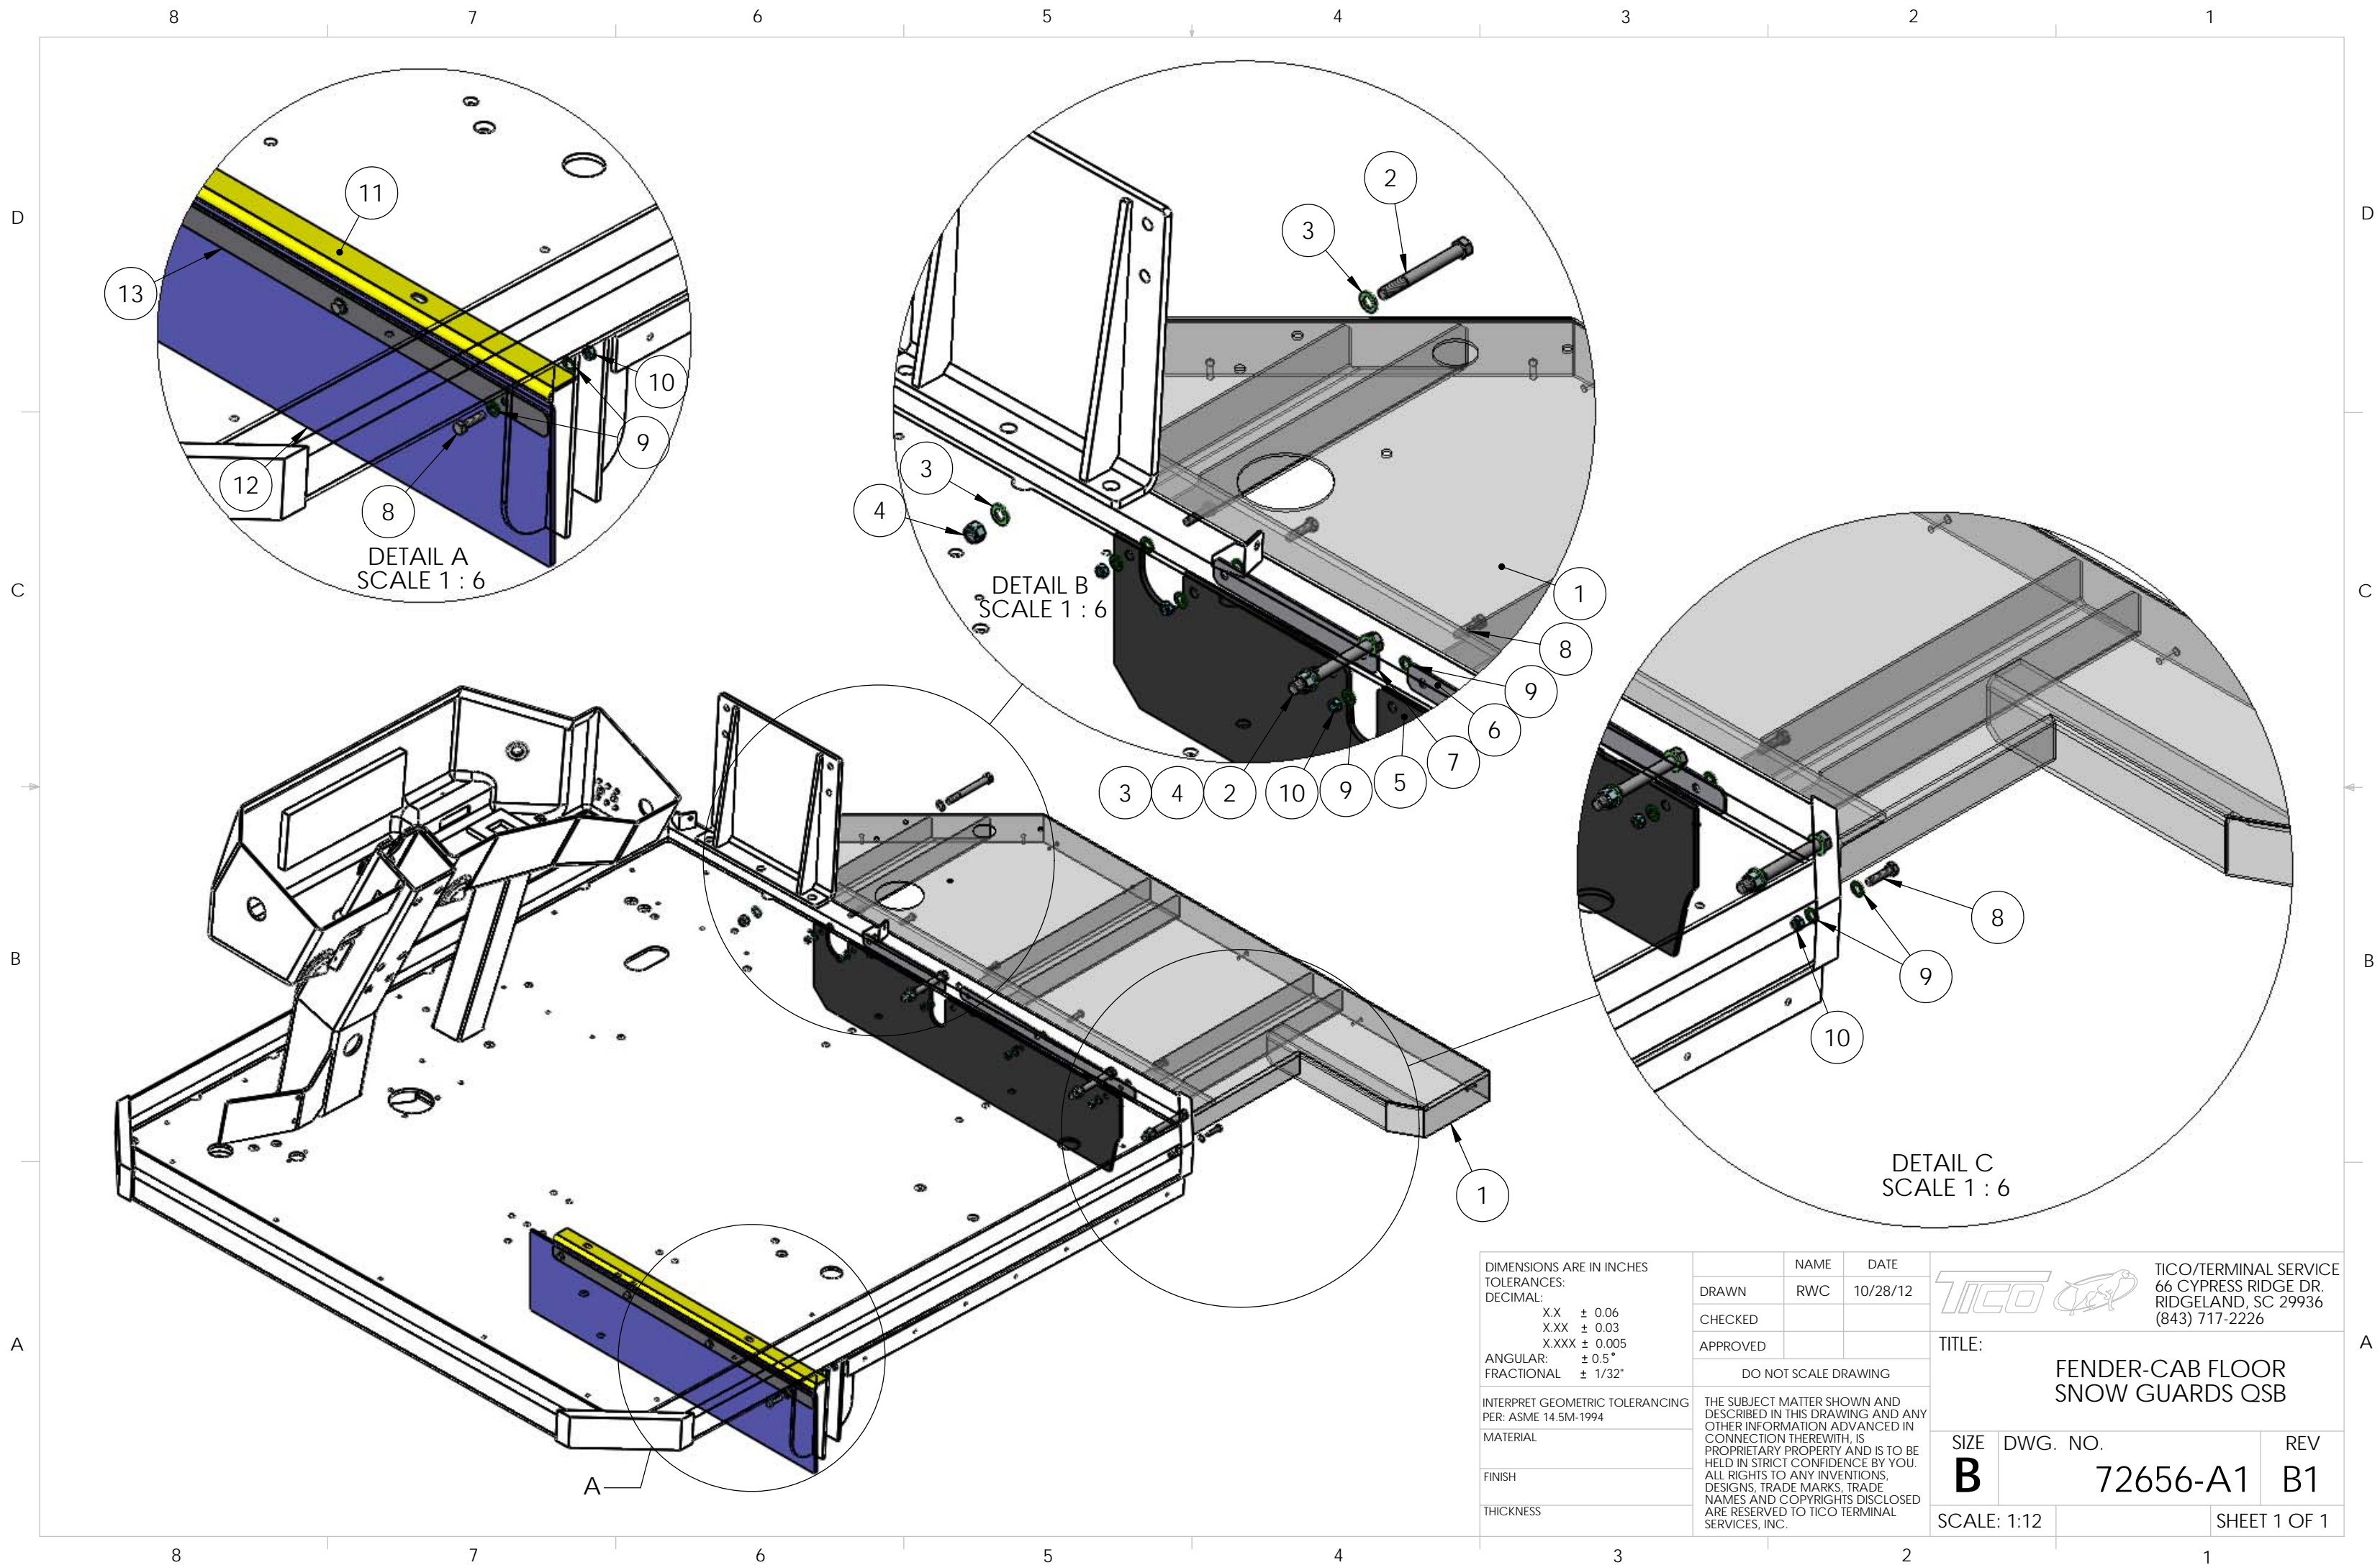 8 7 6 5 4 3 2 1
D
D
C
C
B
B
A
A
11
13
10
9
12
8
DETAIL A
SCALE 1 : 6
2
3
3
4
DETAIL B
SCALE 1 : 6
1
8
9
6
7
3 4 2 10 9 5
8
9
10
DETAIL C
SCALE 1 : 6
1
A
DIMENSIONS ARE IN INCHES
TOLERANCES:
DECIMAL:
X.X ± 0.06
X.XX ± 0.03
X.XXX ± 0.005
ANGULAR: ± 0.5°
FRACTIONAL ± 1/32"
INTERPRET GEOMETRIC TOLERANCING
PER: ASME 14.5M-1994
MATERIAL
FINISH
THICKNESS
NAME DATE
DRAWN RWC 10/28/12
CHECKED
APPROVED
DO NOT SCALE DRAWING
THE SUBJECT MATTER SHOWN AND
DESCRIBED IN THIS DRAWING AND ANY
OTHER INFORMATION ADVANCED IN
CONNECTION THEREWITH, IS
PROPRIETARY PROPERTY AND IS TO BE
HELD IN STRICT CONFIDENCE BY YOU.
ALL RIGHTS TO ANY INVENTIONS,
DESIGNS, TRADE MARKS, TRADE
NAMES AND COPYRIGHTS DISCLOSED
ARE RESERVED TO TICO TERMINAL
SERVICES, INC.
TICO
TICO/TERMINAL SERVICE
66 CYPRESS RIDGE DR.
RIDGELAND, SC 29936
(843) 717-2226
TITLE:
FENDER-CAB FLOOR
SNOW GUARDS QSB
SIZE DWG. NO. REV
B 72656-A1 B1
SCALE: 1:12 SHEET 1 OF 1
8 7 6 5 4 3 2 1